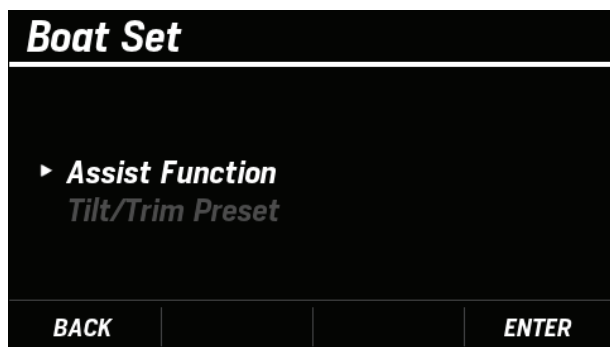 Boat Set
Assist Function
Tilt/Trim Preset
BACK ENTER